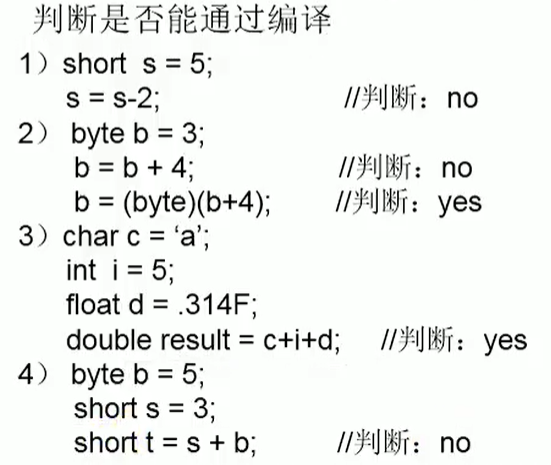 判断是否能通过编译
1）short  s = 5;
s = s-2;    //判断：no
2） byte b = 3;
b = b + 4;    //判断：no
b = (byte)(b+4);    //判断：yes
3）char c = ‘a’;
int  i = 5;
float d = .314F;
double result = c+i+d;    //判断：yes
4） byte b = 5;
short s = 3;
short t = s + b;    //判断：no